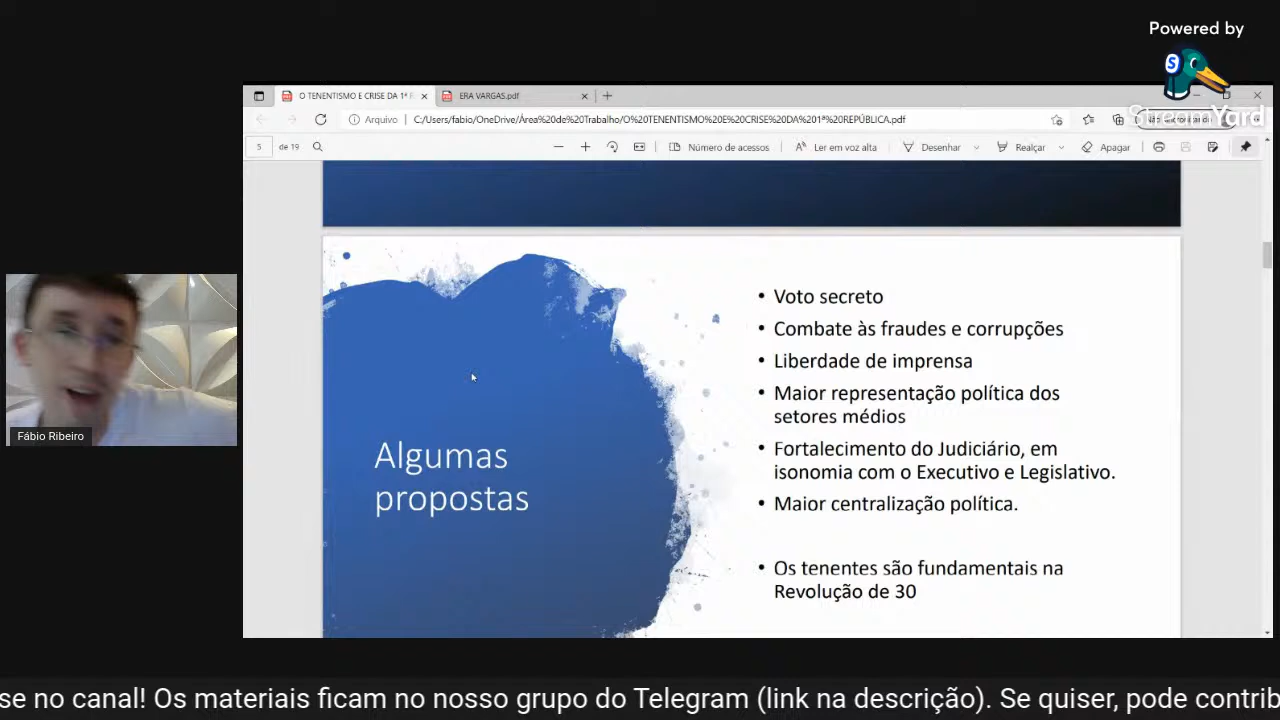 Powered by
S
StreamYard
O TENENTISMO E CRISE DA 1ª R
ERA VARGAS.pdf
Arquivo
C:/Users/fabio/OneDrive/Área%20de%20Trabalho/O%20TENENTISMO%20E%20CRISE%20DA%201ª%20REPÚBLICA.pdf
Não sincronizando
5 de 19
Número de acessos
Ler em voz alta
Desenhar
Realçar
Apagar
Algumas
propostas
• Voto secreto
• Combate às fraudes e corrupções
• Liberdade de imprensa
• Maior representação política dos
setores médios
• Fortalecimento do Judiciário, em
isonomia com o Executivo e Legislativo.
• Maior centralização política.
• Os tenentes são fundamentais na
Revolução de 30
Fábio Ribeiro
se no canal! Os materiais ficam no nosso grupo do Telegram (link na descrição). Se quiser, pode contrib